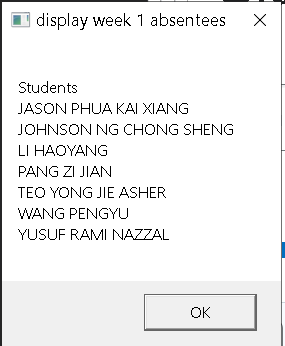 display week 1 absentees
Students
JASON PHUA KAI XIANG
JOHNSON NG CHONG SHENG
LI HAOYANG
PANG ZI JIAN
TEO YONG JIE ASHER
WANG PENGYU
YUSUF RAMI NAZZAL
OK